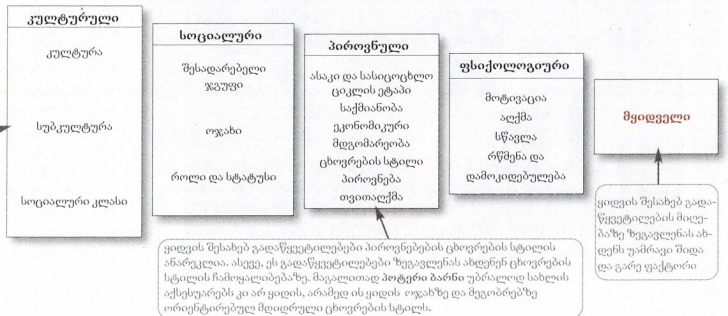 კულტურული
კულტურა
სუბკულტურა
სოციალური კლასი
სოციალური
შესადარებელი
ჯგუფი
ოჯახი
როლი და სტატუსი
პიროვნული
ასაკი და სასიცოცხლო
ციკლის ეტაპი
საქმიანობა
ეკონომიკური
მდგომარეობა
ცხოვრების სტილი
პიროვნება
თვითაღქმა
ფსიქოლოგიური
მოტივაცია
აღქმა
სწავლა
რწმენა და
დამოკიდებულება
მყიდველი
ყიდვის შესახებ გადაწყვეტილებები პიროვნებების ცხოვრების სტილის
ანარეკლია. ასევე, ეს გადაწყვეტილებები ზეგავლენას ახდენენ ცხოვრების
სტილის ჩამოყალიბებაზე. მაგალითად პოტერი ბარნი უბრალოდ სახლის
აქსესუარებს კი არ ყიდის, არამედ ის ყიდის ოჯახზე და მეგობრებზე
ორიენტირებულ მდიდრული ცხოვრების სტილს.
ყიდვის შესახებ გადა-
წყვეტილების მიღე-
ბაზე ზეგავლენას ახ-
დენს უამრავი შიდა
და გარე ფაქტორი